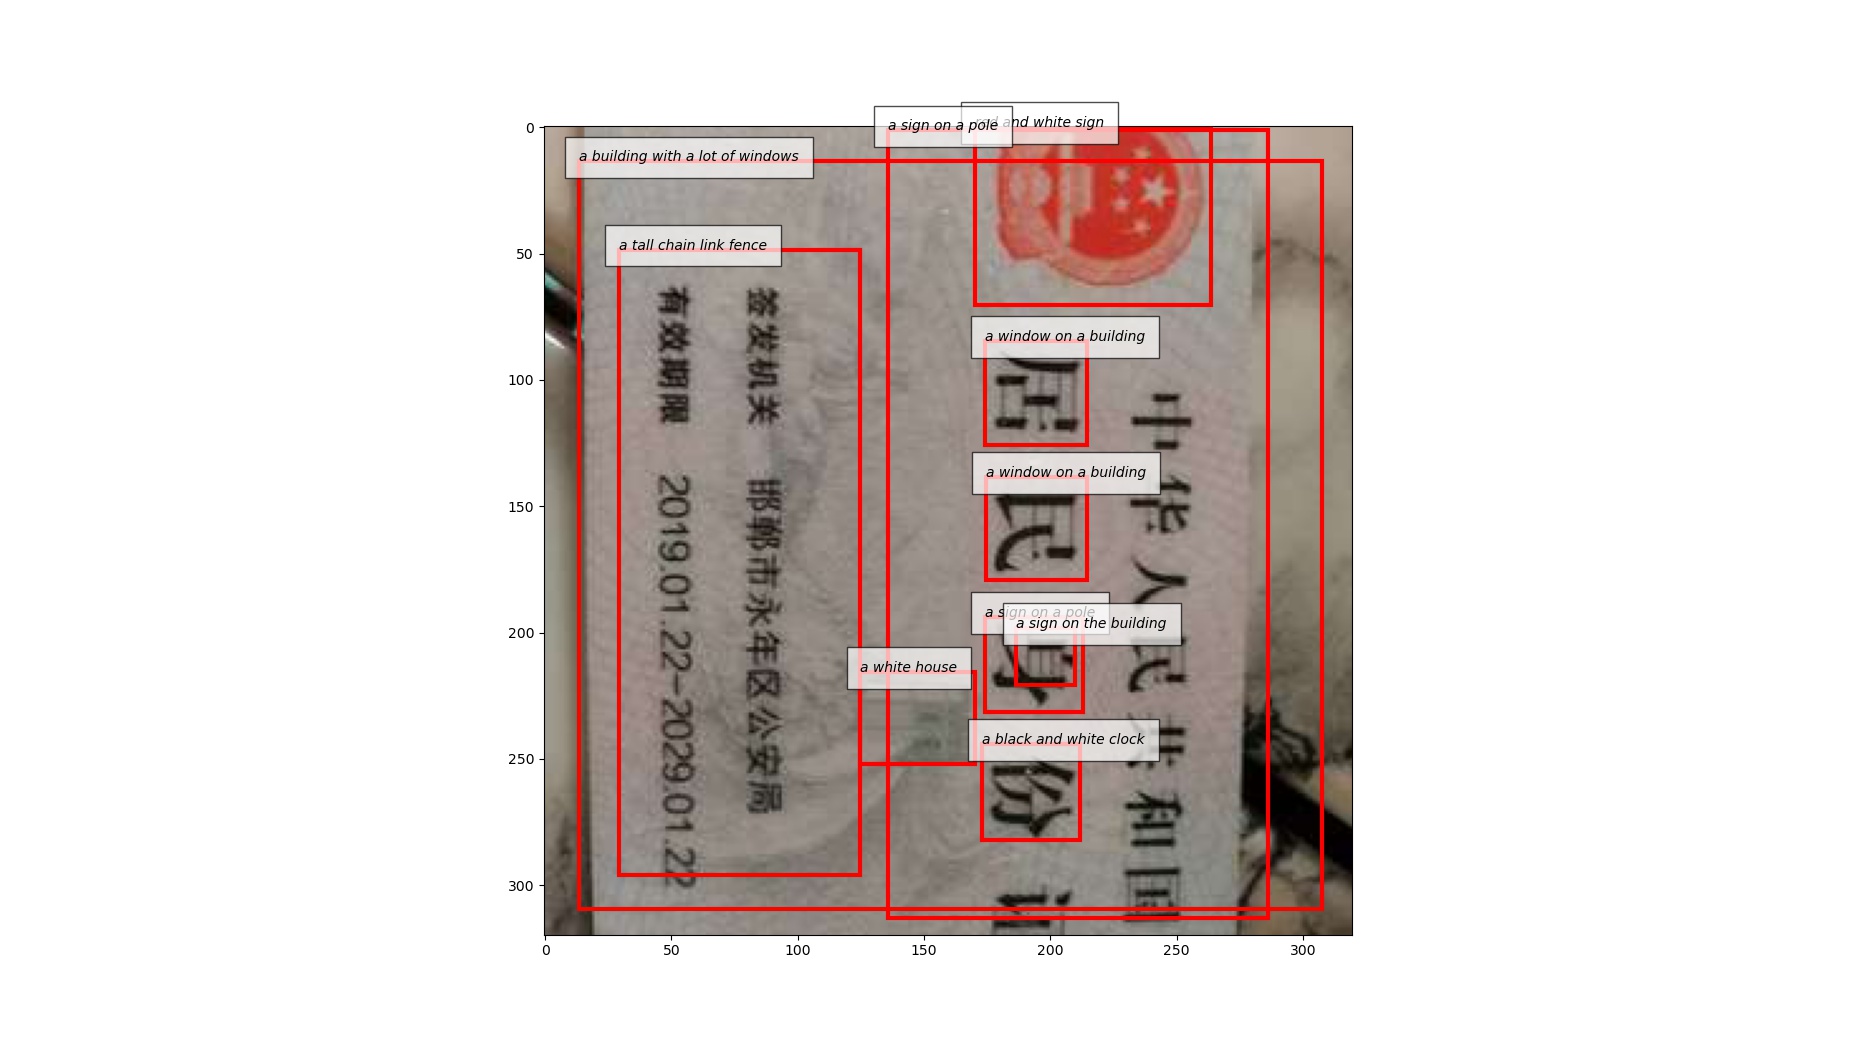 a sign on a pole
red and white sign
a building with a lot of windows
a tall chain link fence
a window on a building
a window on a building
a sign on a pole
a sign on the building
a white house
a black and white clock
中华人民共和国
居民身份
签发机关 邯郸市永年区公安局
有效期限 2019.01.22-2029.01.22
0
50
100
150
200
250
300
0 50 100 150 200 250 300